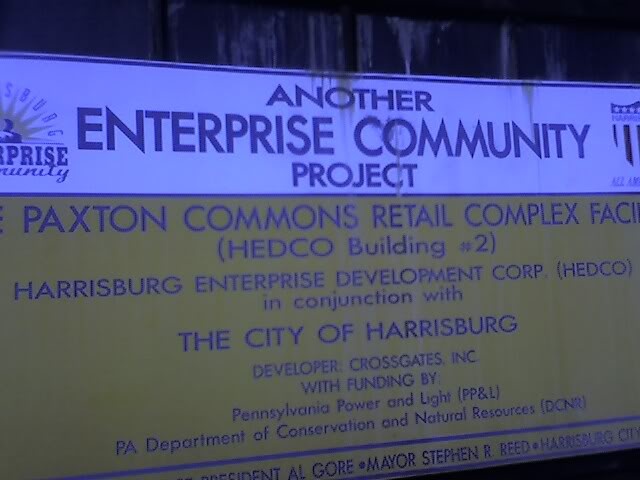 ANOTHER
ENTERPRISE COMMUNITY
PROJECT
PAXTON COMMONS RETAIL COMPLEX
(HEDCO Building #2)
HARRISBURG ENTERPRISE DEVELOPMENT CORP. (HEDCO)
in conjunction with
THE CITY OF HARRISBURG
DEVELOPER: CROSSGATES, INC.
WITH FUNDING BY:
Pennsylvania Power and Light (PP&L)
PA Department of Conservation and Natural Resources (DCNR)
PRESIDENT AL GORE • MAYOR STEPHEN R. REED • HARRISBURG CITY